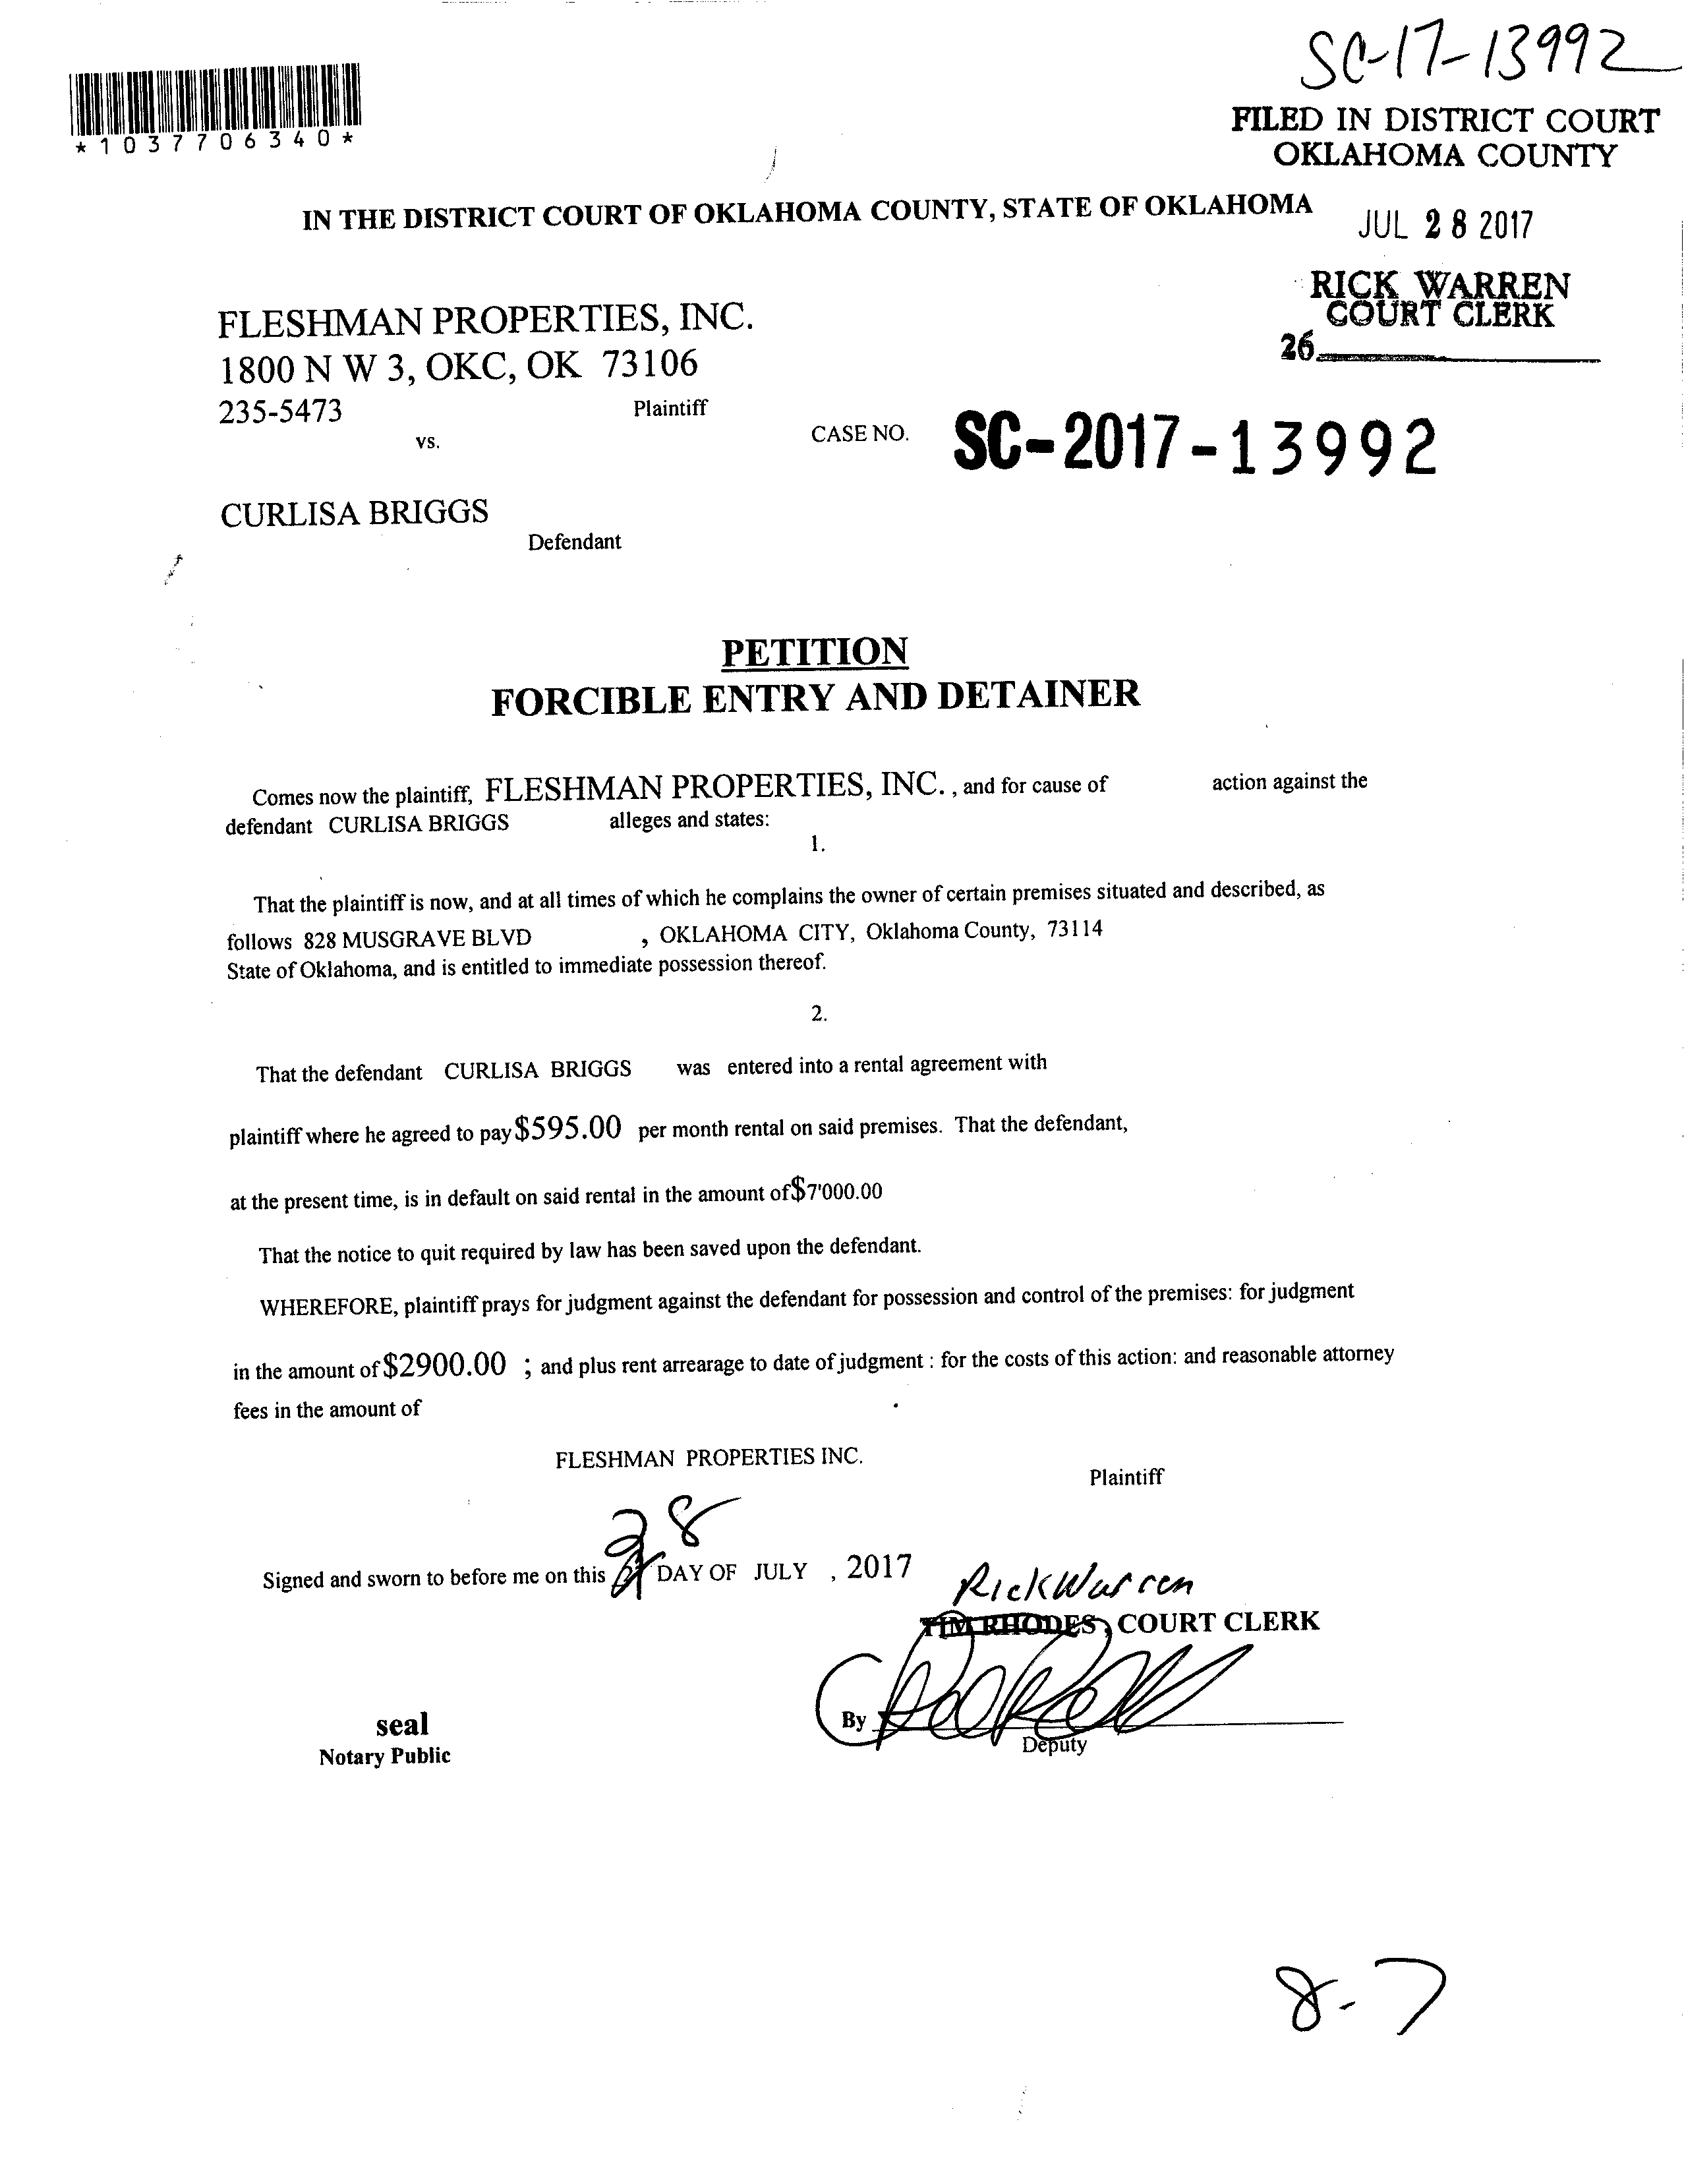 SC-17-13992
*1037706340*
FILED IN DISTRICT COURT
OKLAHOMA COUNTY
IN THE DISTRICT COURT OF OKLAHOMA COUNTY, STATE OF OKLAHOMA
JUL 28 2017
RICK WARREN
COURT CLERK
26
FLESHMAN PROPERTIES, INC.
1800 N W 3, OKC, OK 73106
235-5473 Plaintiff
vs.
CASE NO. SC-2017-13992
CURLISA BRIGGS
Defendant
PETITION
FORCIBLE ENTRY AND DETAINER
Comes now the plaintiff, FLESHMAN PROPERTIES, INC. , and for cause of action against the
defendant CURLISA BRIGGS alleges and states:
1.
That the plaintiff is now, and at all times of which he complains the owner of certain premises situated and described, as
follows 828 MUSGRAVE BLVD , OKLAHOMA CITY, Oklahoma County, 73114
State of Oklahoma, and is entitled to immediate possession thereof.
2.
That the defendant CURLISA BRIGGS was entered into a rental agreement with
plaintiff where he agreed to pay $595.00 per month rental on said premises. That the defendant,
at the present time, is in default on said rental in the amount of $7'000.00
That the notice to quit required by law has been saved upon the defendant.
WHEREFORE, plaintiff prays for judgment against the defendant for possession and control of the premises: for judgment
in the amount of $2900.00 ; and plus rent arrearage to date of judgment : for the costs of this action: and reasonable attorney
fees in the amount of .
FLESHMAN PROPERTIES INC.
Plaintiff
28
Signed and sworn to before me on this DAY OF JULY , 2017
Rick Warren
TIM RHODES, COURT CLERK
By
Deputy
seal
Notary Public
8-7